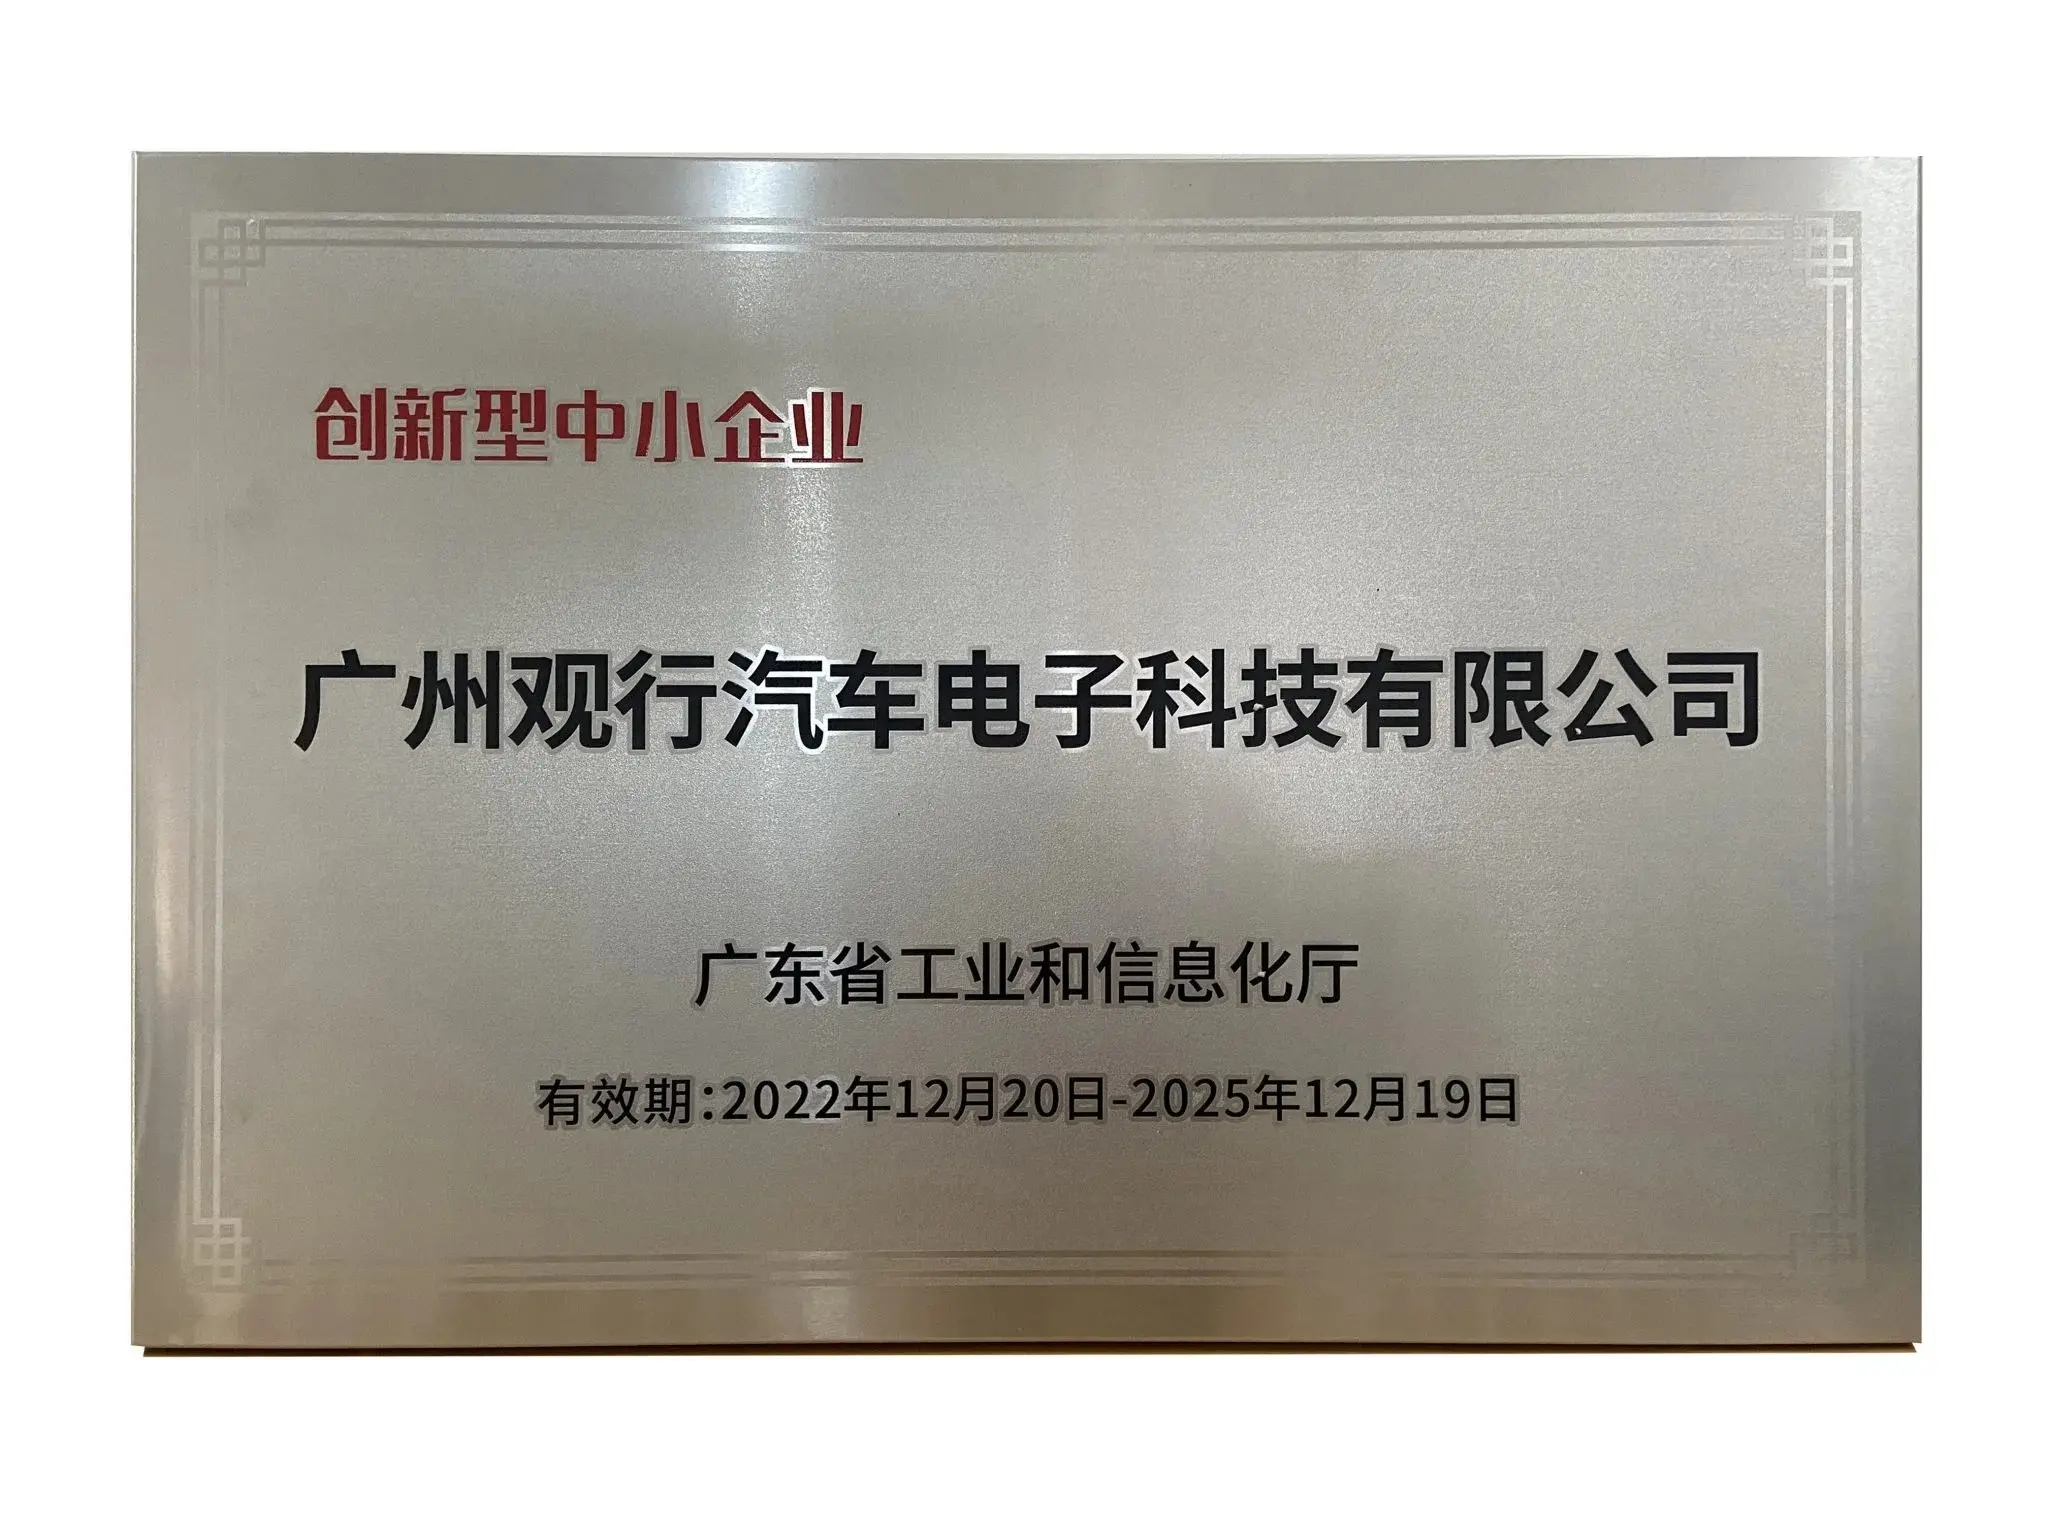 创新型中小企业
广州观行汽车电子科技有限公司
广东省工业和信息化厅
有效期：2022年12月20日-2025年12月19日